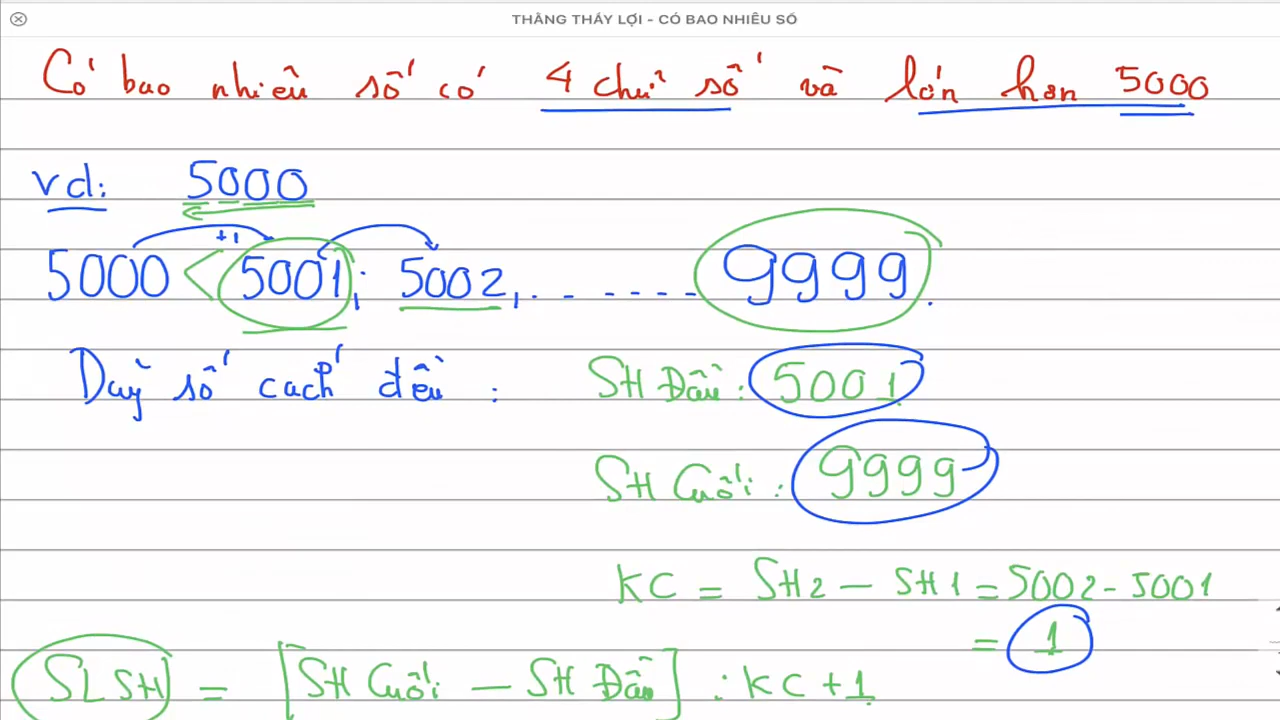 THẦNG THẦY LỢI - CÓ BAO NHIÊU SỐ
Có bao nhiêu số có 4 chữ số và lớn hơn 5000
vd: 5000
+1
5000 < 5001; 5002, ......... 9999.
Dãy số cách đều : SH Đầu : 5001
SH Cuối : 9999
KC = SH2 - SH1 = 5002 - 5001
= 1
SLSH = [SH Cuối - SH Đầu] : KC + 1